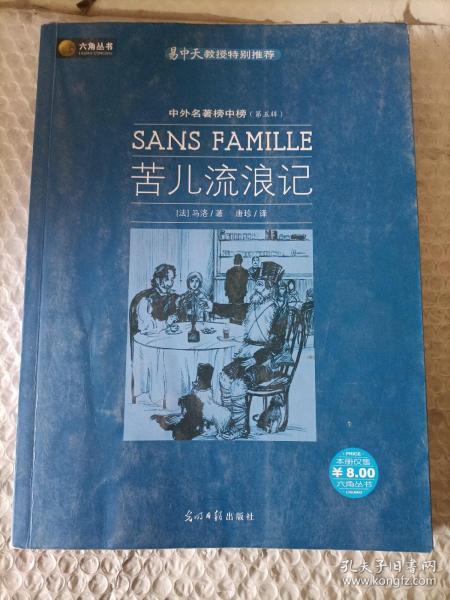 六角丛书
易中天教授特别推荐
中外名著榜中榜(第五辑)
SANS FAMILLE
苦儿流浪记
[法]马洛/著 唐珍/译
·PRICE·
本册仅售
¥8.00
六角丛书
光明日报出版社
孔夫子旧书网
www.kongfz.com